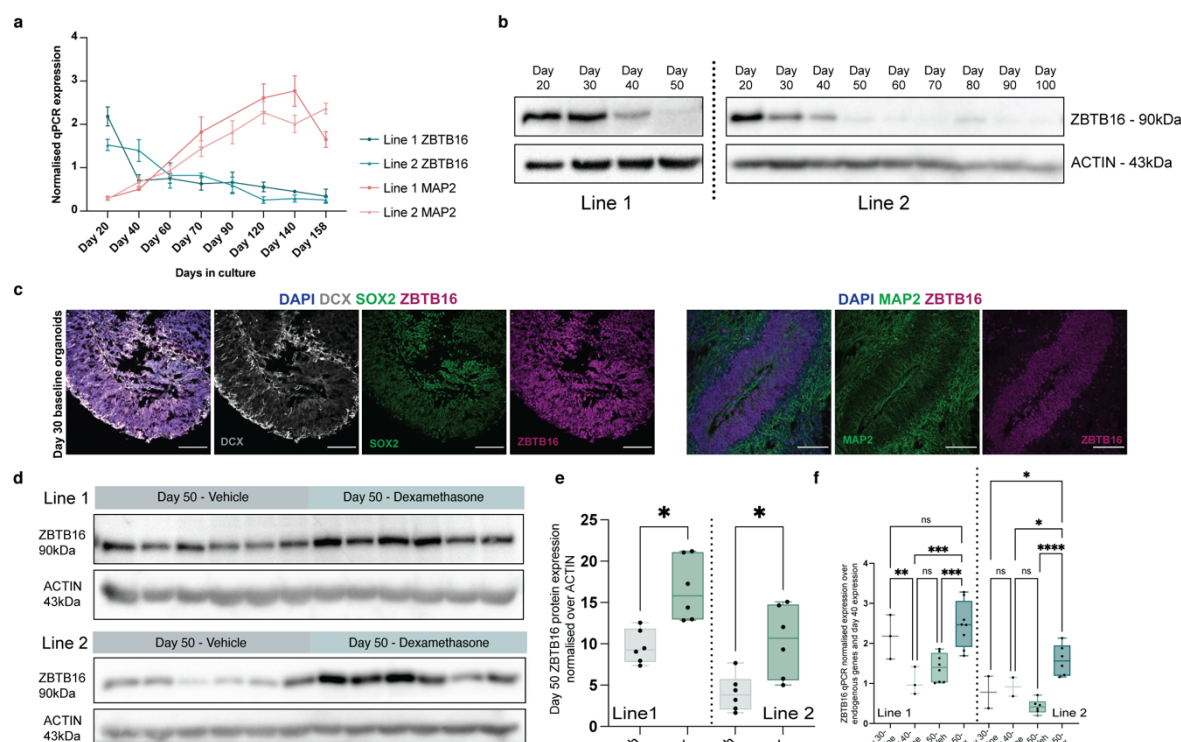 a
Normalised qPCR expression
4
3
2
1
0
Day 20
Day 40
Day 60
Day 70
Day 90
Day 120
Day 140
Day 158
Days in culture
Line 1 ZBTB16
Line 2 ZBTB16
Line 1 MAP2
Line 2 MAP2
b
Day 20
Day 30
Day 40
Day 50
Day 20
Day 30
Day 40
Day 50
Day 60
Day 70
Day 80
Day 90
Day 100
ZBTB16 - 90kDa
ACTIN - 43kDa
Line 1
Line 2
c
DAPI DCX SOX2 ZBTB16
DAPI MAP2 ZBTB16
Day 30 baseline organoids
DCX
SOX2
ZBTB16
MAP2
ZBTB16
d
Line 1
Day 50 - Vehicle
Day 50 - Dexamethasone
ZBTB16
90kDa
ACTIN
43kDa
Line 2
Day 50 - Vehicle
Day 50 - Dexamethasone
ZBTB16
90kDa
ACTIN
43kDa
e
Day 50 ZBTB16 protein expression
normalised over ACTIN
25
20
15
10
5
0
*
*
Line1
Line 2
f
ZBTB16 qPCR normalised expression over
endogenous genes and day 40 expression
4
3
2
1
0
ns
***
**
ns
***
*
*
****
ns
ns
Line 1
Line 2